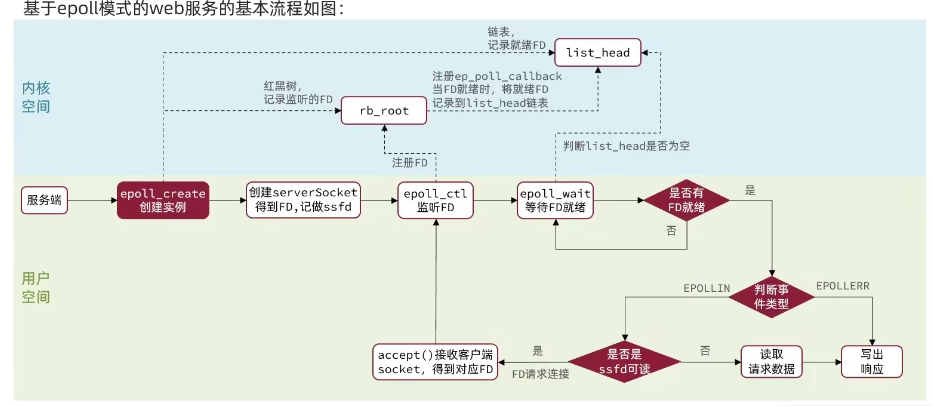 基于epoll模式的web服务的基本流程如图：
链表，
记录就绪FD
list_head
内核
空间
红黑树，
记录监听的FD
rb_root
注册ep_poll_callback
当FD就绪时，将就绪FD
记录到list_head链表
注册FD
判断list_head是否为空
服务端
epoll_create
创建实例
创建serverSocket
得到FD,记做ssfd
epoll_ctl
监听FD
epoll_wait
等待FD就绪
是否有
FD就绪
是
否
用户
空间
EPOLLIN
判断事
件类型
EPOLLERR
accept()接收客户端
socket，得到对应FD
是
FD请求连接
是否是
ssfd可读
否
读取
请求数据
写出
响应